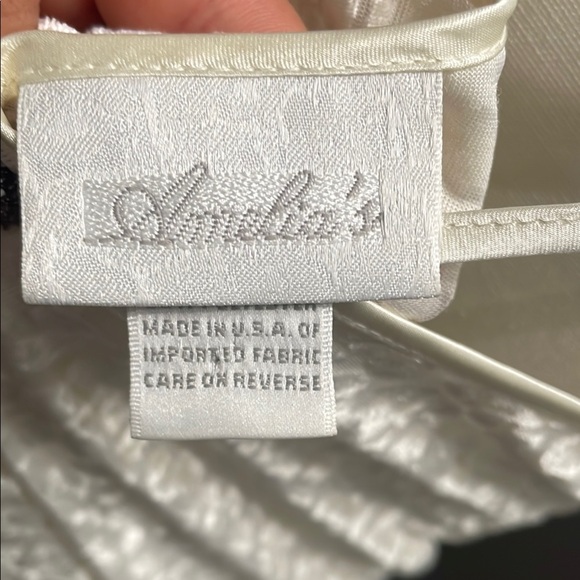 Amelia's
MADE IN U.S.A. OF
IMPORTED FABRIC
CARE ON REVERSE